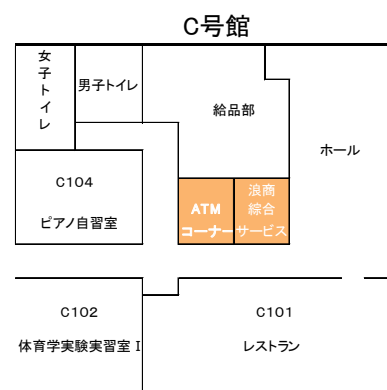 C号館
女子トイレ
男子トイレ
給品部
ホール
C104
ピアノ自習室
ATM
コーナー
浪商
綜合
サービス
C102
体育学実験実習室Ⅰ
C101
レストラン